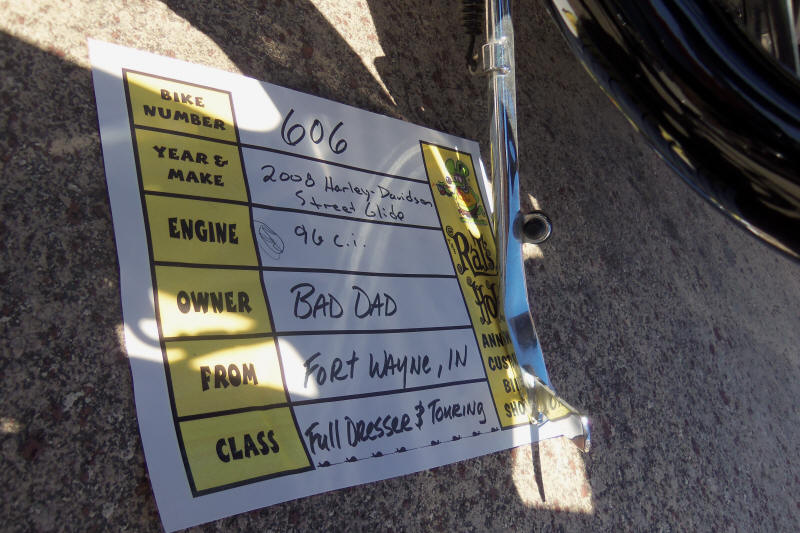 BIKE
NUMBER
606
YEAR &
MAKE
2008 Harley-Davidson
Street Glide
ENGINE
96 c.i.
OWNER
BAD DAD
FROM
FORT WAYNE, IN
CLASS
Full Dresser & Touring
Rat's